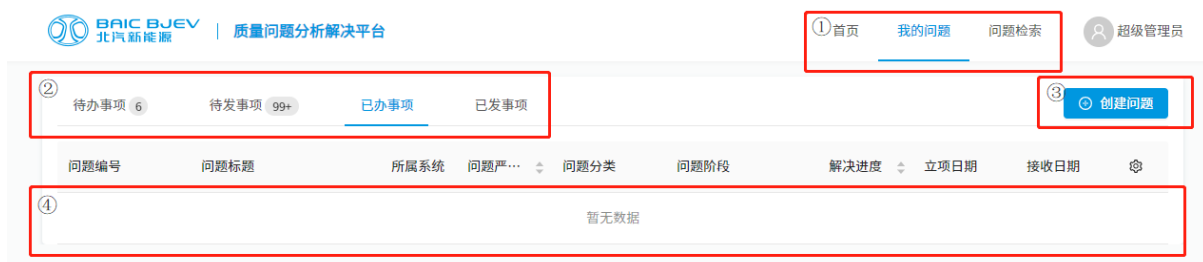 BAIC BJEV
北汽新能源 质量问题分析解决平台 ①首页 我的问题 问题检索 超级管理员
② 待办事项 6 待发事项 99+ 已办事项 已发事项 ③ 创建问题
问题编号 问题标题 所属系统 问题严… 问题分类 问题阶段 解决进度 立项日期 接收日期
④ 暂无数据